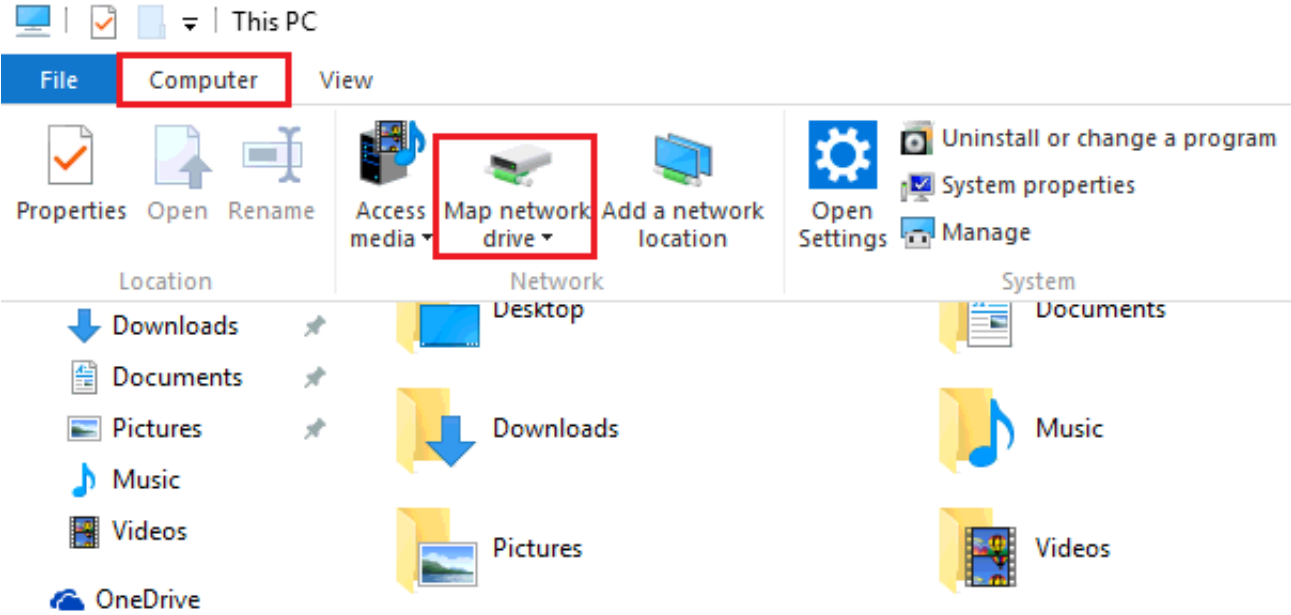 This PC
File Computer View
Properties Open Rename Access media Map network drive Add a network location Open Settings Uninstall or change a program
System properties
Manage
Location Network System
Downloads
Documents
Pictures
Music
Videos
OneDrive
Desktop Documents
Downloads Music
Pictures Videos